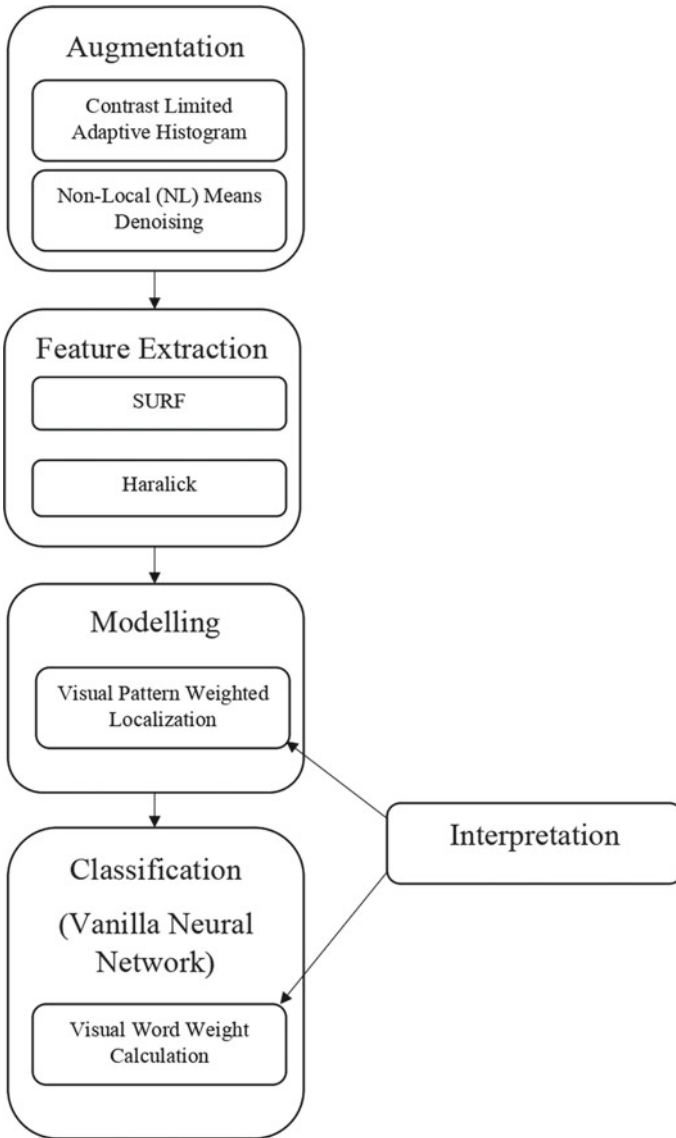 Augmentation
Contrast Limited
Adaptive Histogram
Non-Local (NL) Means
Denoising
Feature Extraction
SURF
Haralick
Modelling
Visual Pattern Weighted
Localization
Interpretation
Classification
(Vanilla Neural
Network)
Visual Word Weight
Calculation